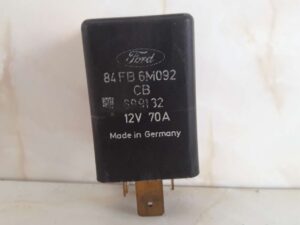 Ford
84FB 6M092
CB
12V 70A
Made in Germany